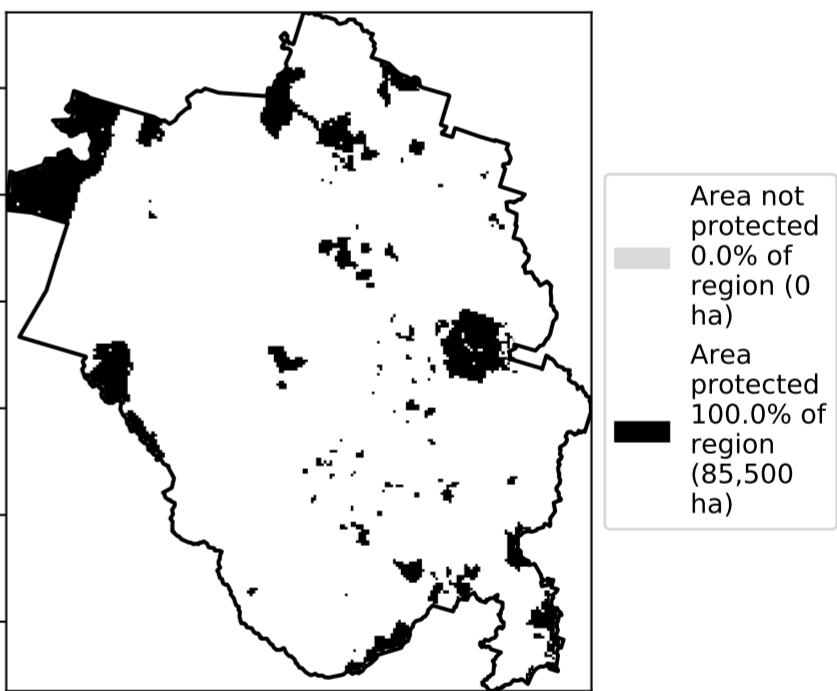 Area not
protected
0.0% of
region (0
ha)
Area
protected
100.0% of
region
(85,500
ha)